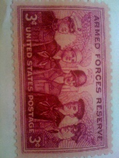 3¢
ARMED FORCES RESERVE
UNITED STATES POSTAGE
3¢